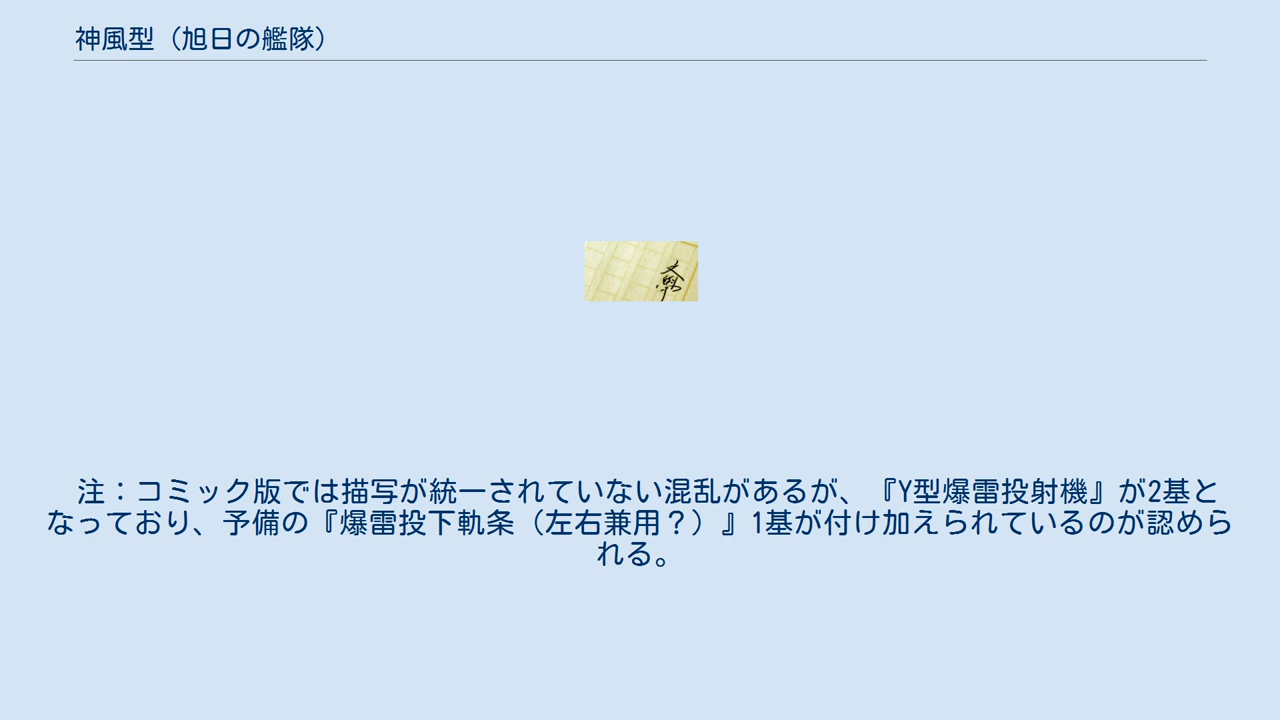 神風型（旭日の艦隊）
注：コミック版では描写が統一されていない混乱があるが、『Y型爆雷投射機』が2基と
なっており、予備の『爆雷投下軌条（左右兼用？）』1基が付け加えられているのが認めら
れる。